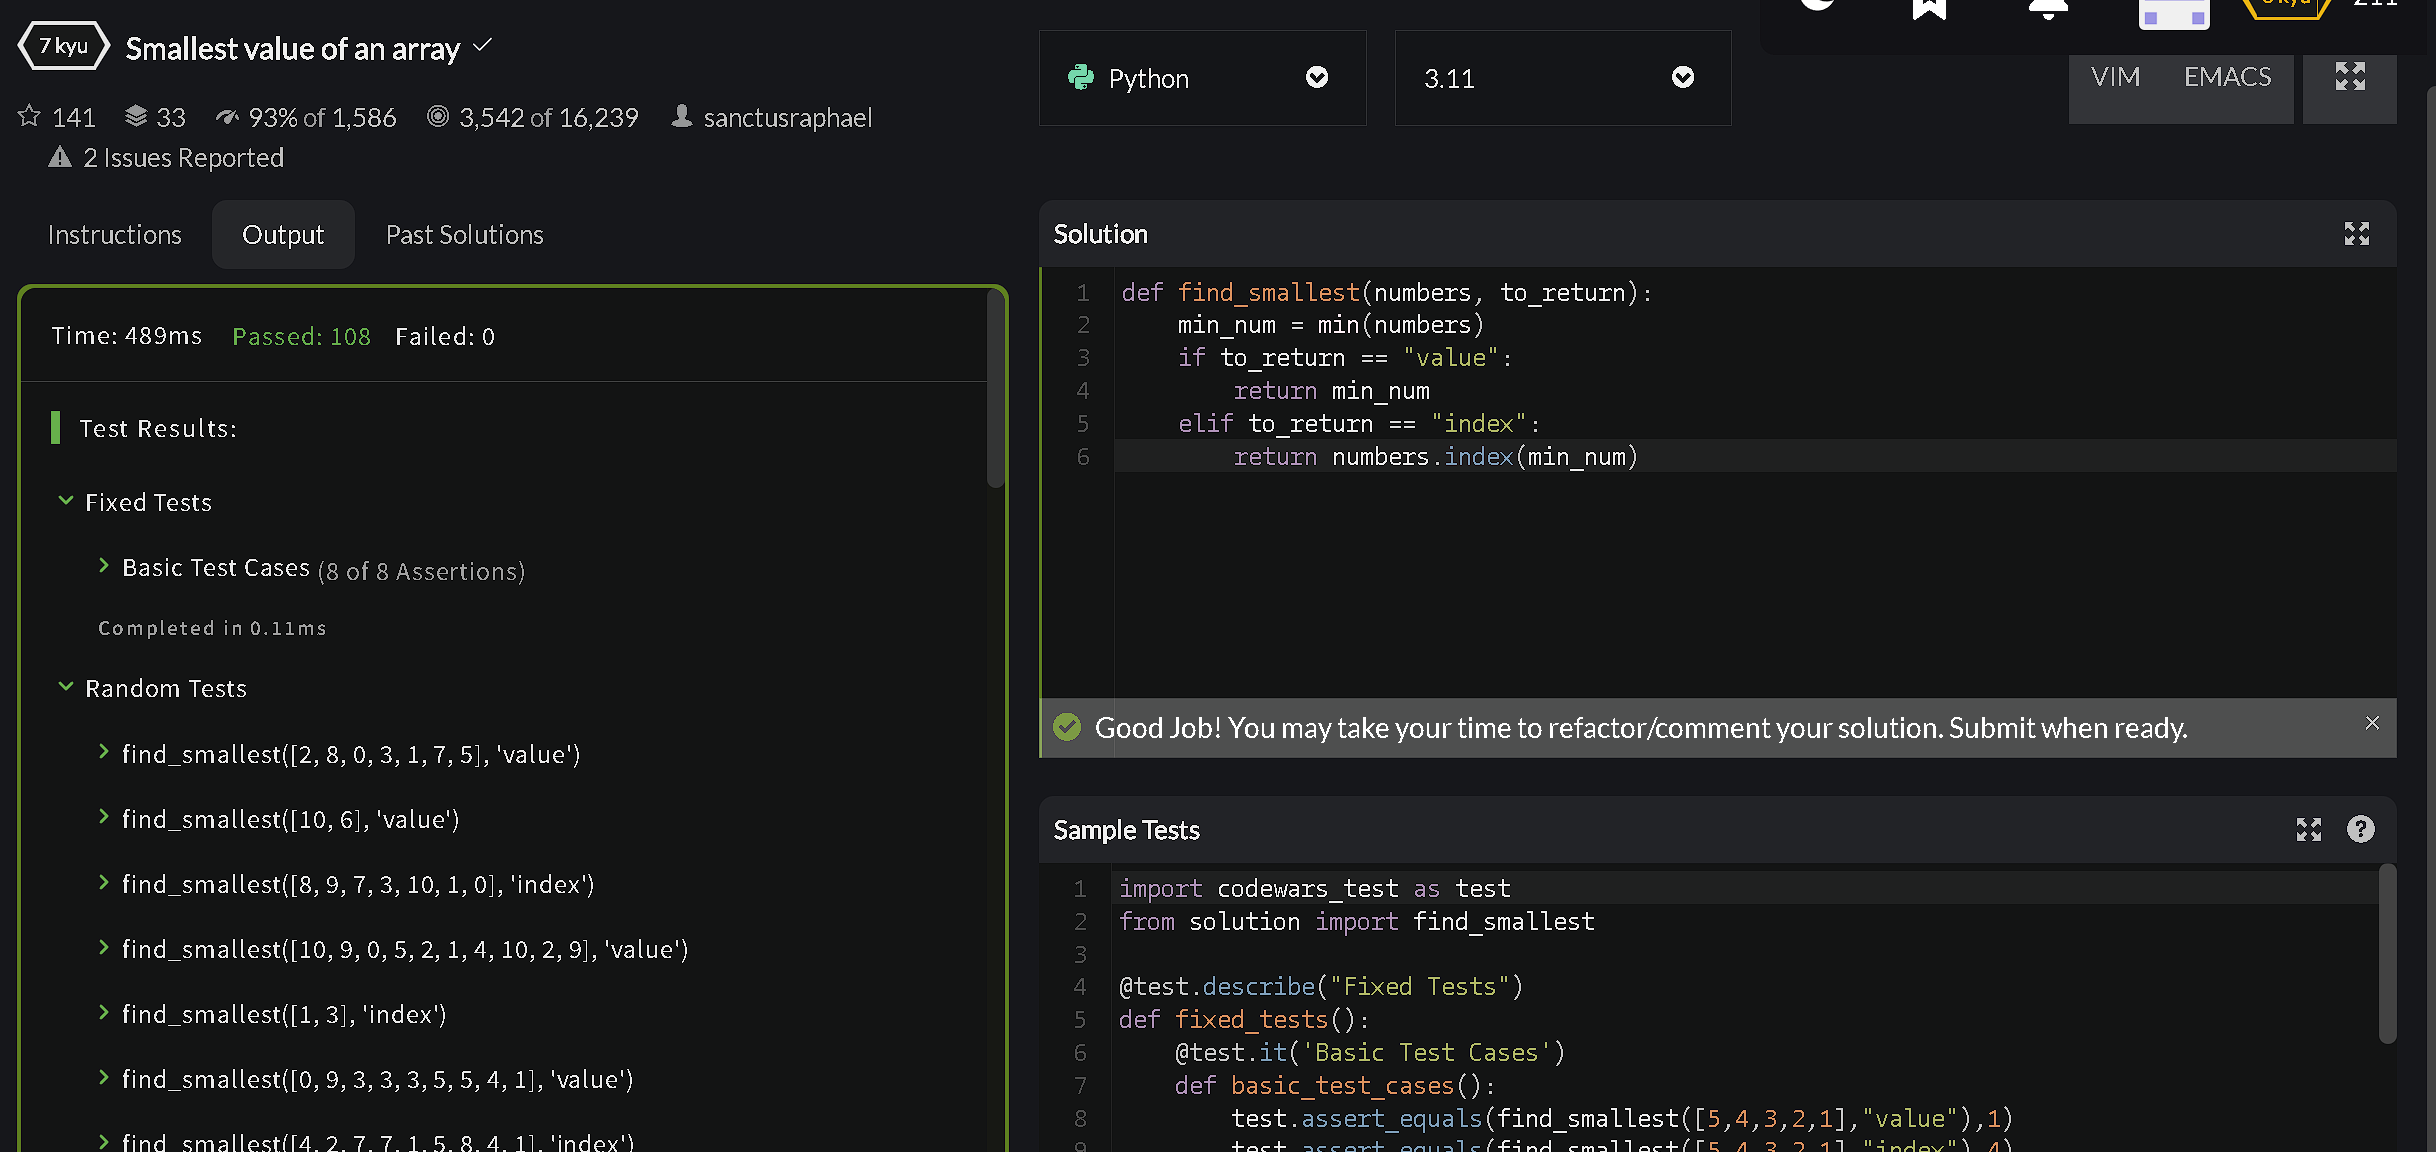 7 kyu
Smallest value of an array
141 33 93% of 1,586 3,542 of 16,239 sanctusraphael
2 Issues Reported
Python
3.11
VIM EMACS
Instructions Output Past Solutions
Time: 489ms Passed: 108 Failed: 0
Test Results:
Fixed Tests
Basic Test Cases (8 of 8 Assertions)
Completed in 0.11ms
Random Tests
find_smallest([2, 8, 0, 3, 1, 7, 5], 'value')
find_smallest([10, 6], 'value')
find_smallest([8, 9, 7, 3, 10, 1, 0], 'index')
find_smallest([10, 9, 0, 5, 2, 1, 4, 10, 2, 9], 'value')
find_smallest([1, 3], 'index')
find_smallest([0, 9, 3, 3, 3, 5, 5, 4, 1], 'value')
find_smallest([4, 2, 7, 7, 1, 5, 8, 4, 1], 'index')
Solution
1 def find_smallest(numbers, to_return):
2 min_num = min(numbers)
3 if to_return == "value":
4 return min_num
5 elif to_return == "index":
6 return numbers.index(min_num)
Good Job! You may take your time to refactor/comment your solution. Submit when ready.
Sample Tests
1 import codewars_test as test
2 from solution import find_smallest
3
4 @test.describe("Fixed Tests")
5 def fixed_tests():
6 @test.it('Basic Test Cases')
7 def basic_test_cases():
8 test.assert_equals(find_smallest([5,4,3,2,1],"value"),1)
9 test.assert_equals(find_smallest([5,4,3,2,1],"index"),4)